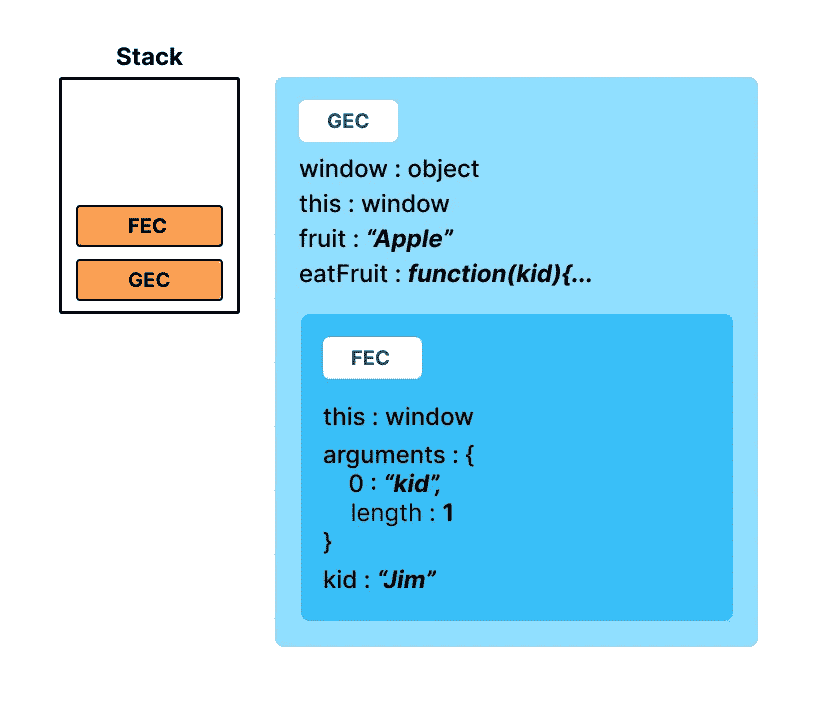 Stack
FEC
GEC
GEC
window : object
this : window
fruit : “Apple”
eatFruit : function(kid){...
FEC
this : window
arguments : {
0 : “kid”,
length : 1
}
kid : “Jim”